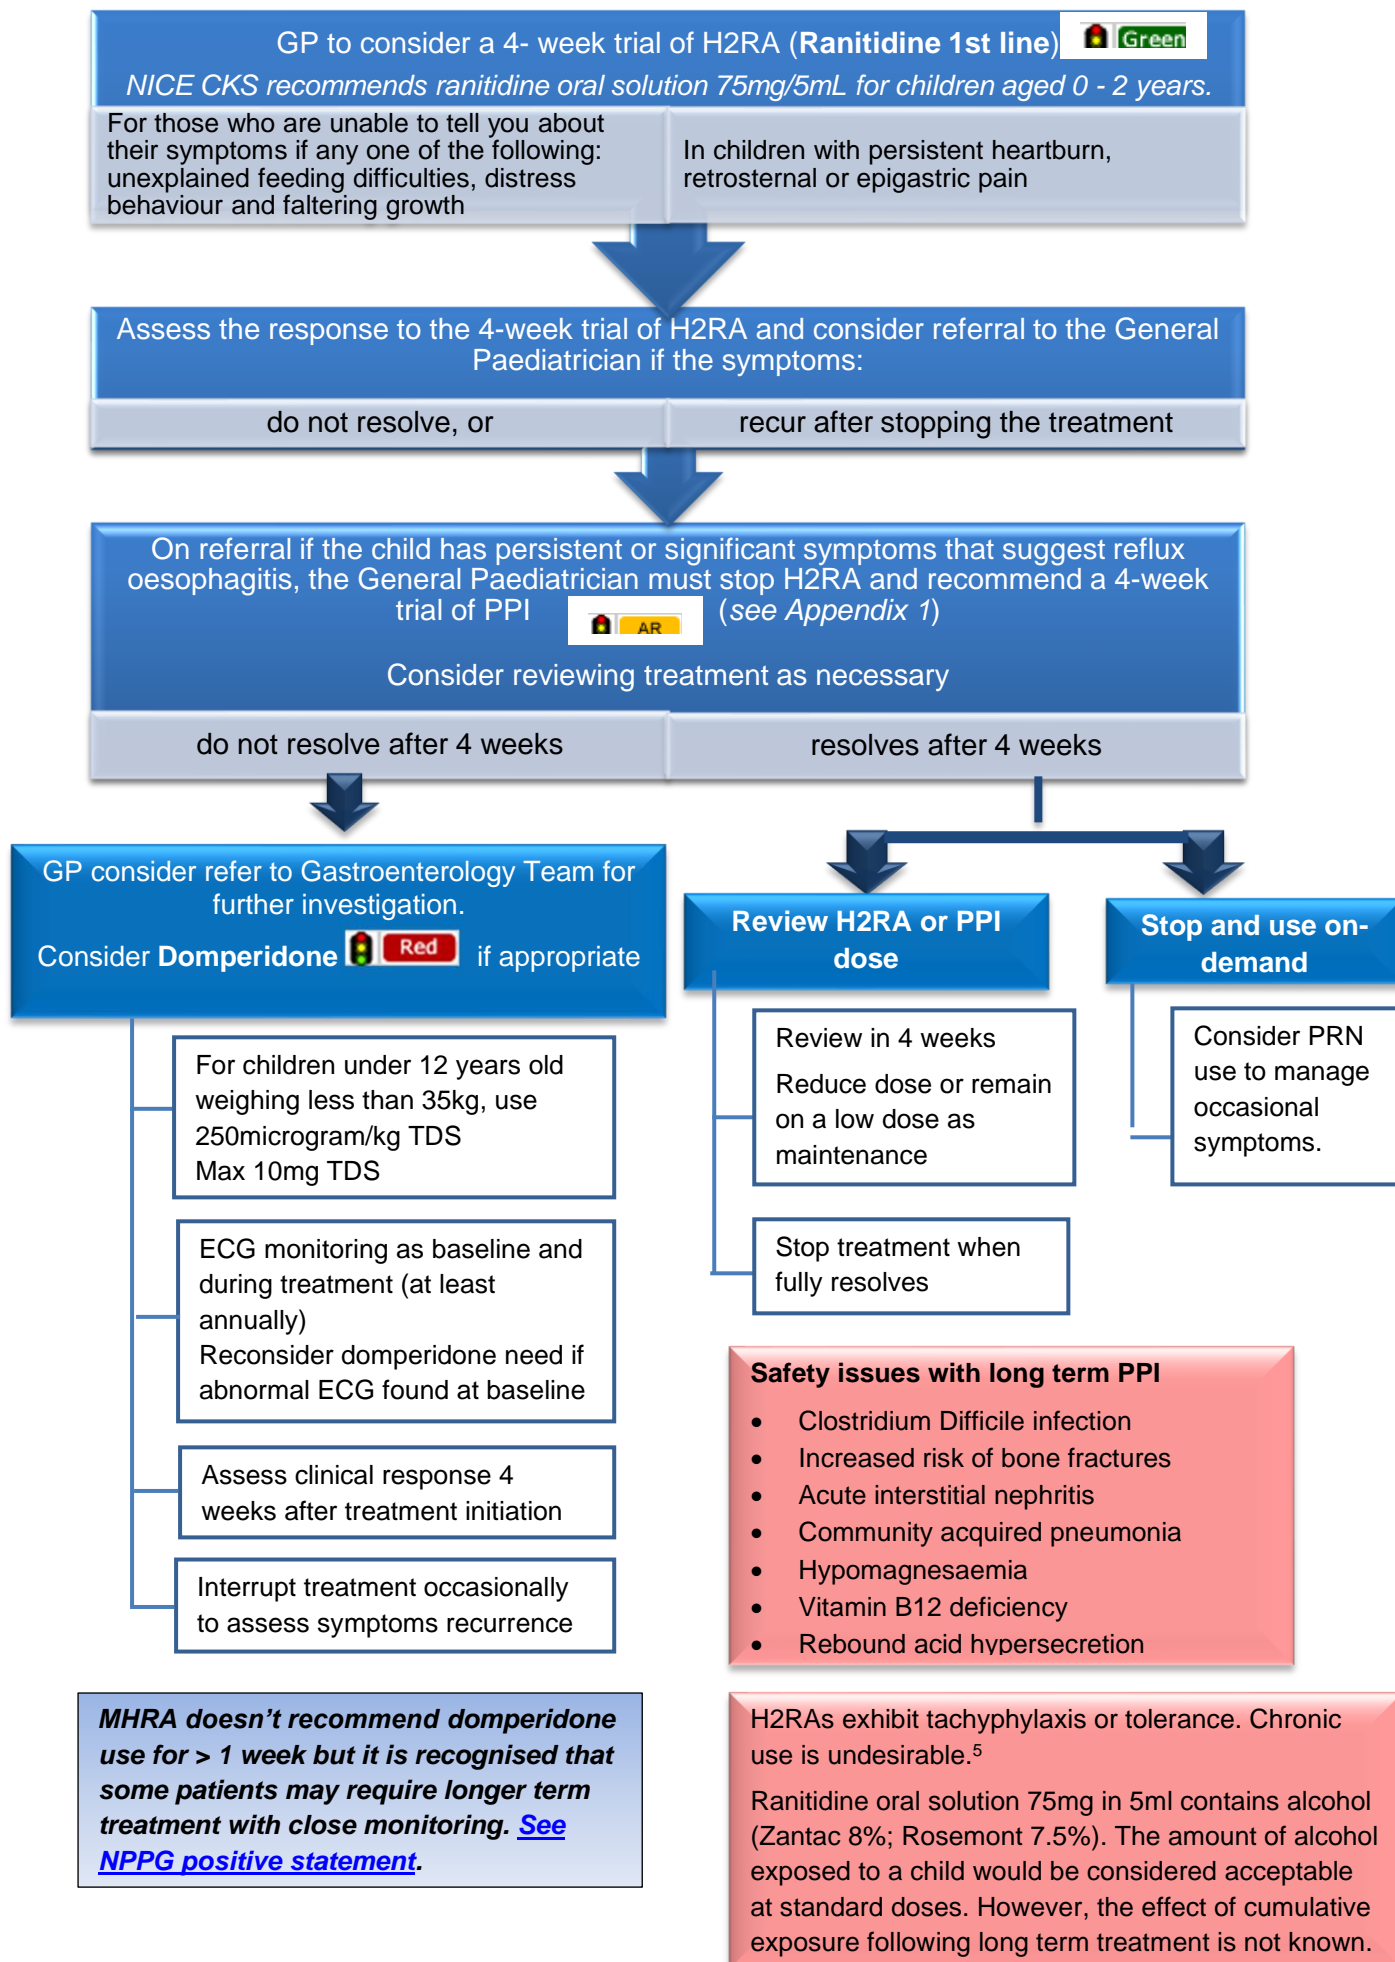 GP to consider a 4- week trial of H2RA (Ranitidine 1st line) Green
NICE CKS recommends ranitidine oral solution 75mg/5mL for children aged 0 - 2 years.
For those who are unable to tell you about
their symptoms if any one of the following:
unexplained feeding difficulties, distress
behaviour and faltering growth
In children with persistent heartburn,
retrosternal or epigastric pain
Assess the response to the 4-week trial of H2RA and consider referral to the General
Paediatrician if the symptoms:
do not resolve, or
recur after stopping the treatment
On referral if the child has persistent or significant symptoms that suggest reflux
oesophagitis, the General Paediatrician must stop H2RA and recommend a 4-week
trial of PPI AR (see Appendix 1)
Consider reviewing treatment as necessary
do not resolve after 4 weeks
resolves after 4 weeks
GP consider refer to Gastroenterology Team for
further investigation.
Consider Domperidone Red if appropriate
For children under 12 years old
weighing less than 35kg, use
250microgram/kg TDS
Max 10mg TDS
ECG monitoring as baseline and
during treatment (at least
annually)
Reconsider domperidone need if
abnormal ECG found at baseline
Assess clinical response 4
weeks after treatment initiation
Interrupt treatment occasionally
to assess symptoms recurrence
MHRA doesn't recommend domperidone
use for > 1 week but it is recognised that
some patients may require longer term
treatment with close monitoring. See
NPPG positive statement.
Review H2RA or PPI
dose
Review in 4 weeks
Reduce dose or remain
on a low dose as
maintenance
Stop treatment when
fully resolves
Stop and use on-
demand
Consider PRN
use to manage
occasional
symptoms.
Safety issues with long term PPI
• Clostridium Difficile infection
• Increased risk of bone fractures
• Acute interstitial nephritis
• Community acquired pneumonia
• Hypomagnesaemia
• Vitamin B12 deficiency
• Rebound acid hypersecretion
H2RAs exhibit tachyphylaxis or tolerance. Chronic
use is undesirable.⁵
Ranitidine oral solution 75mg in 5ml contains alcohol
(Zantac 8%; Rosemont 7.5%). The amount of alcohol
exposed to a child would be considered acceptable
at standard doses. However, the effect of cumulative
exposure following long term treatment is not known.